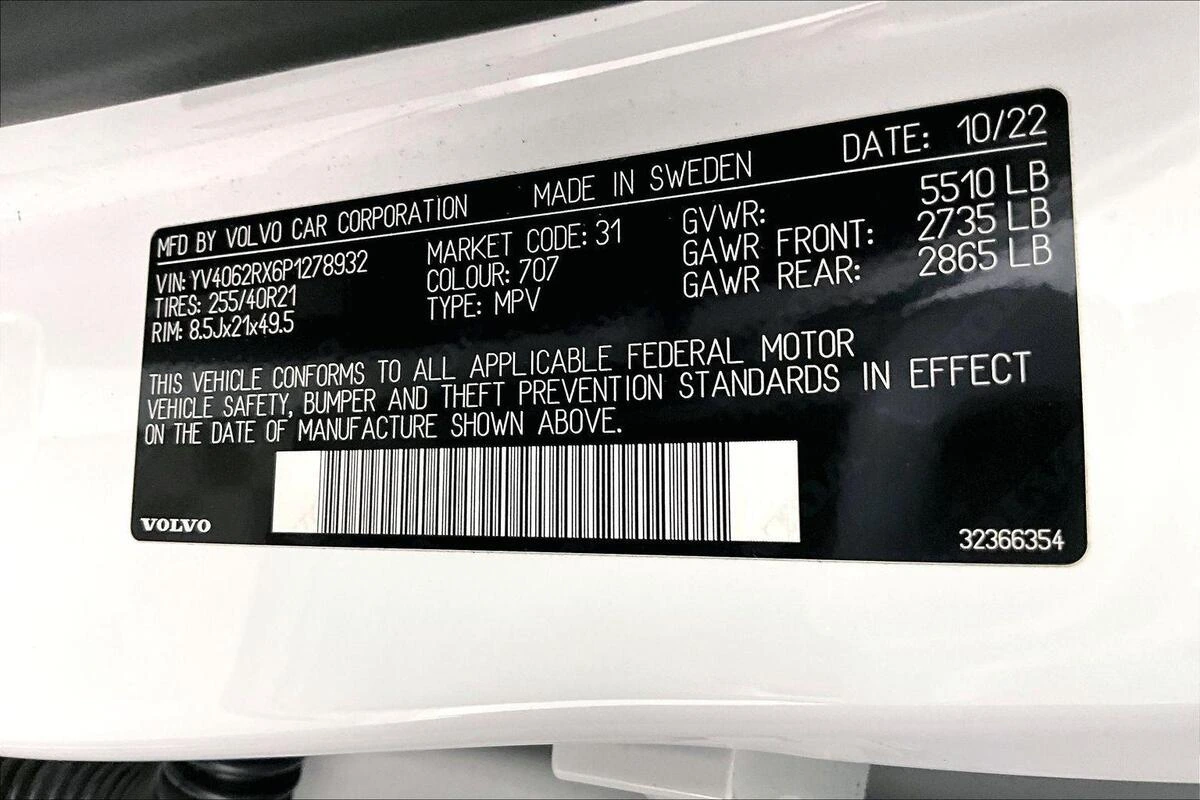 MFD BY VOLVO CAR CORPORATION MADE IN SWEDEN DATE: 10/22
VIN: YV4062RX6P1278932 MARKET CODE: 31 GVWR: 5510 LB
TIRES: 255/40R21 COLOUR: 707 GAWR FRONT: 2735 LB
RIM: 8.5Jx21x49.5 TYPE: MPV GAWR REAR: 2865 LB
THIS VEHICLE CONFORMS TO ALL APPLICABLE FEDERAL MOTOR
VEHICLE SAFETY, BUMPER AND THEFT PREVENTION STANDARDS IN EFFECT
ON THE DATE OF MANUFACTURE SHOWN ABOVE.
VOLVO 32366354